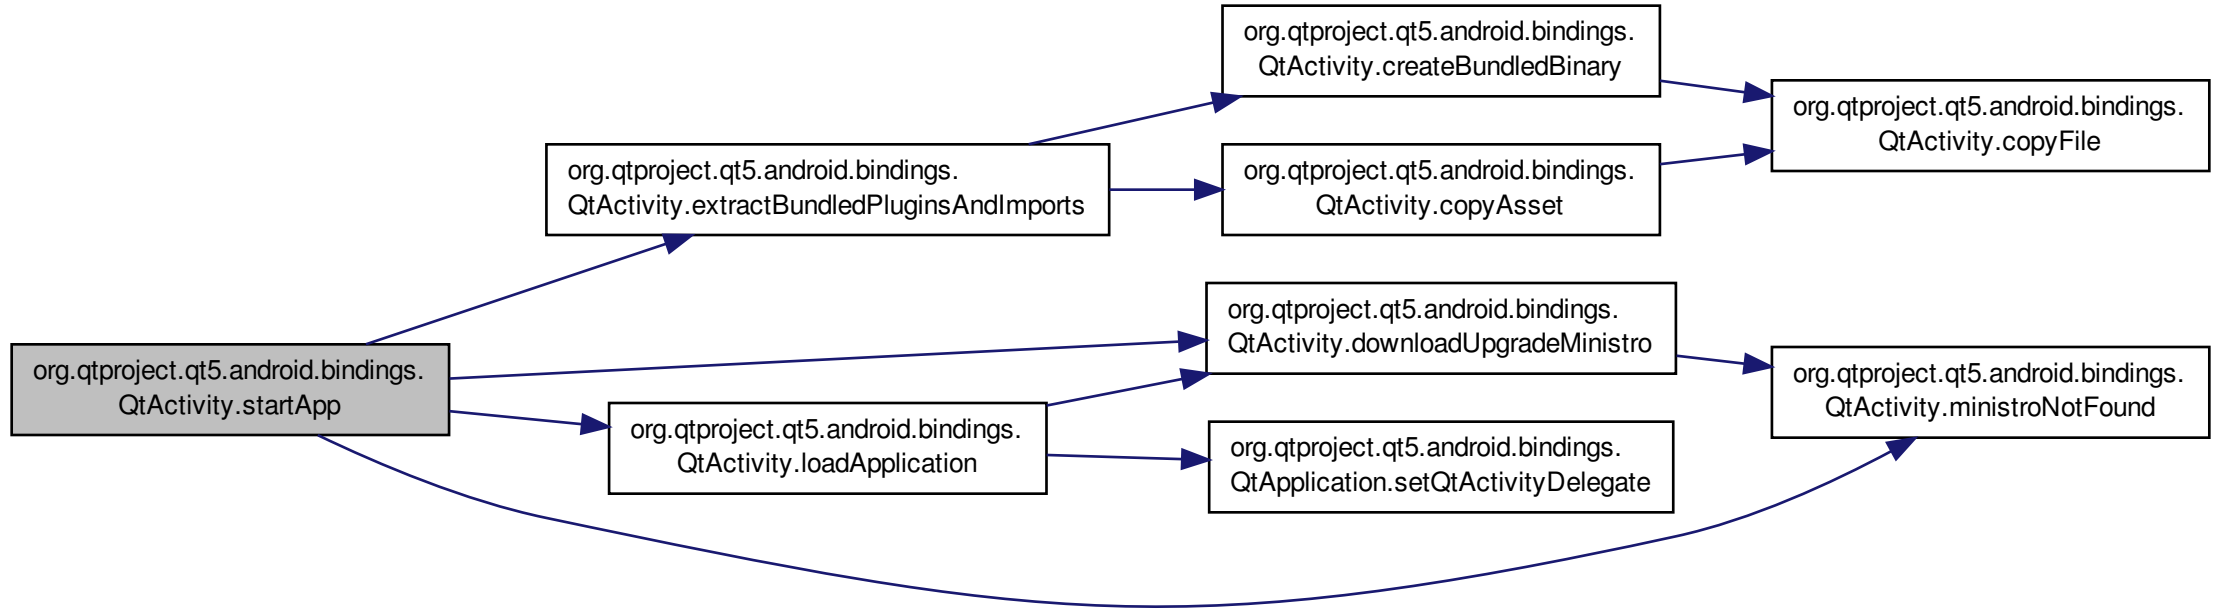 org.qtproject.qt5.android.bindings.
QtActivity.createBundledBinary
org.qtproject.qt5.android.bindings.
QtActivity.copyFile
org.qtproject.qt5.android.bindings.
QtActivity.extractBundledPluginsAndImports
org.qtproject.qt5.android.bindings.
QtActivity.copyAsset
org.qtproject.qt5.android.bindings.
QtActivity.downloadUpgradeMinistro
org.qtproject.qt5.android.bindings.
QtActivity.startApp
org.qtproject.qt5.android.bindings.
QtActivity.ministroNotFound
org.qtproject.qt5.android.bindings.
QtActivity.loadApplication
org.qtproject.qt5.android.bindings.
QtApplication.setQtActivityDelegate